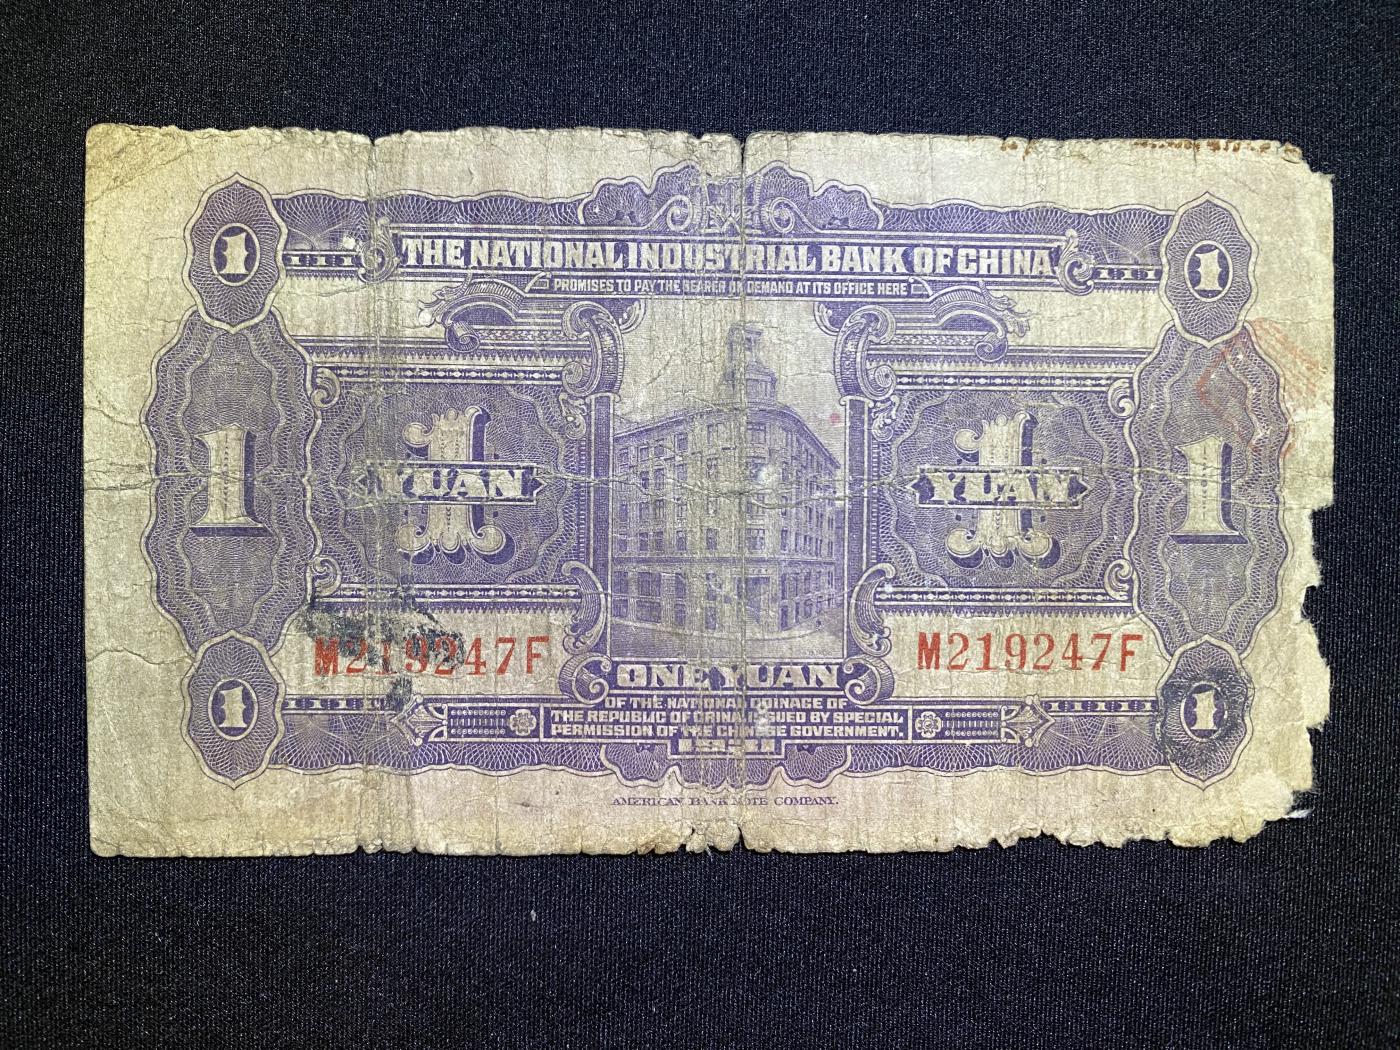 1 1
THE NATIONAL INDUSTRIAL BANK OF CHINA
PROMISES TO PAY THE BEARER ON DEMAND AT ITS OFFICE HERE
1 1 YUAN 1 YUAN 1
M219247F M219247F
ONE YUAN
1 1
OF THE NATIONAL COINAGE OF
THE REPUBLIC OF CHINA ISSUED BY SPECIAL
PERMISSION OF THE CHINESE GOVERNMENT.
1931
AMERICAN BANK NOTE COMPANY.